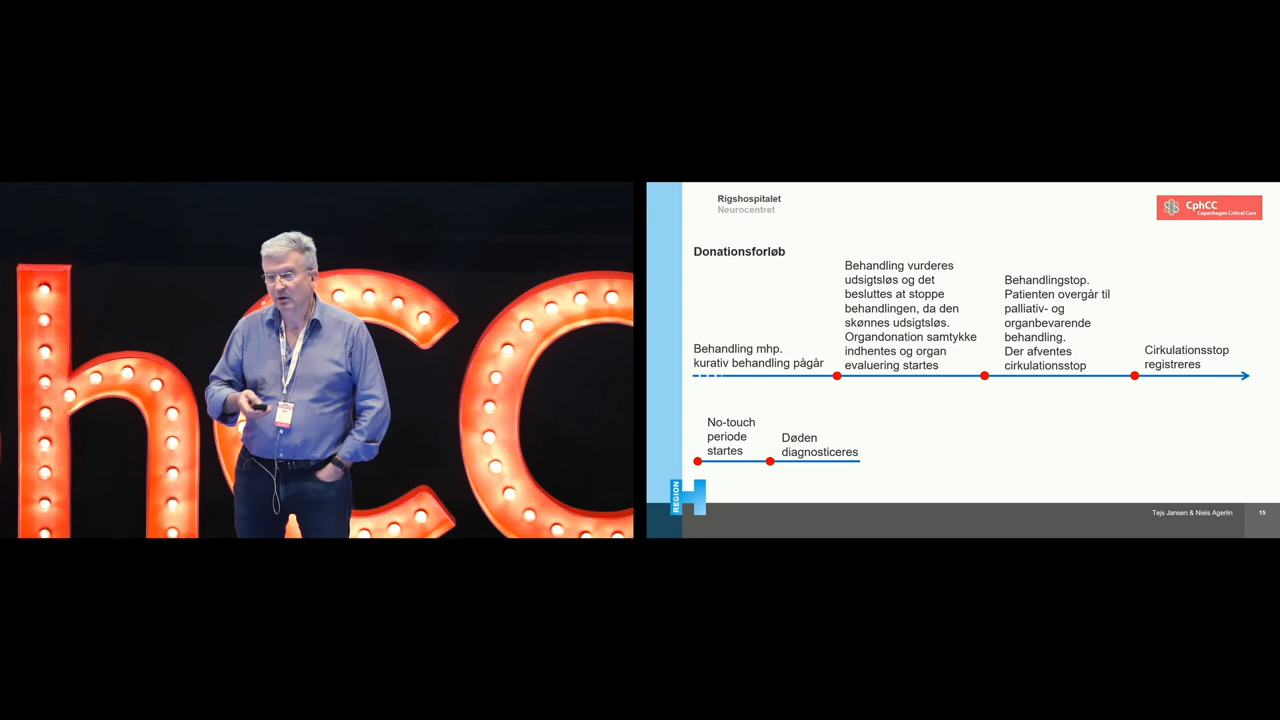 hCC
Rigshospitalet
Neurocentret
CphCC
Copenhagen Critical Care
Donationsforløb
Behandling mhp.
kurativ behandling pågår
Behandling vurderes
udsigtsløs og det
besluttes at stoppe
behandlingen, da den
skønnes udsigtsløs.
Organdonation samtykke
indhentes og organ
evaluering startes
Behandlingstop.
Patienten overgår til
palliativ- og
organbevarende
behandling.
Der afventes
cirkulationsstop
Cirkulationsstop
registreres
No-touch
periode
startes
Døden
diagnosticeres
REGION H
Tejs Jansen & Niels Agerlin
15